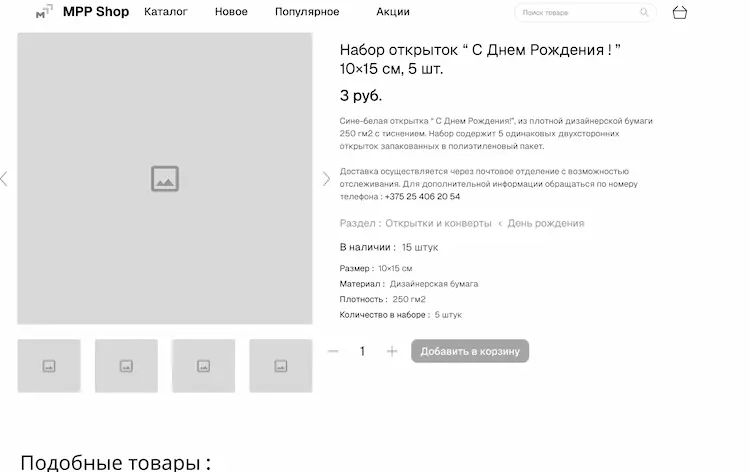 MPP Shop Каталог Новое Популярное Акции Поиск товара
Набор открыток “ С Днем Рождения ! ”
10×15 см, 5 шт.
3 руб.
Сине-белая открытка “ С Днем Рождения!”, из плотной дизайнерской бумаги
250 гм2 с тиснением. Набор содержит 5 одинаковых двухсторонних
открыток запакованных в полиэтиленовый пакет.
Доставка осуществляется через почтовое отделение с возможностью
отслеживания. Для дополнительной информации обращаться по номеру
телефона : +375 25 406 20 54
Раздел : Открытки и конверты ‹ День рождения
В наличии : 15 штук
Размер : 10×15 см
Материал : Дизайнерская бумага
Плотность : 250 гм2
Количество в наборе : 5 штук
— 1 + Добавить в корзину
Подобные товары :